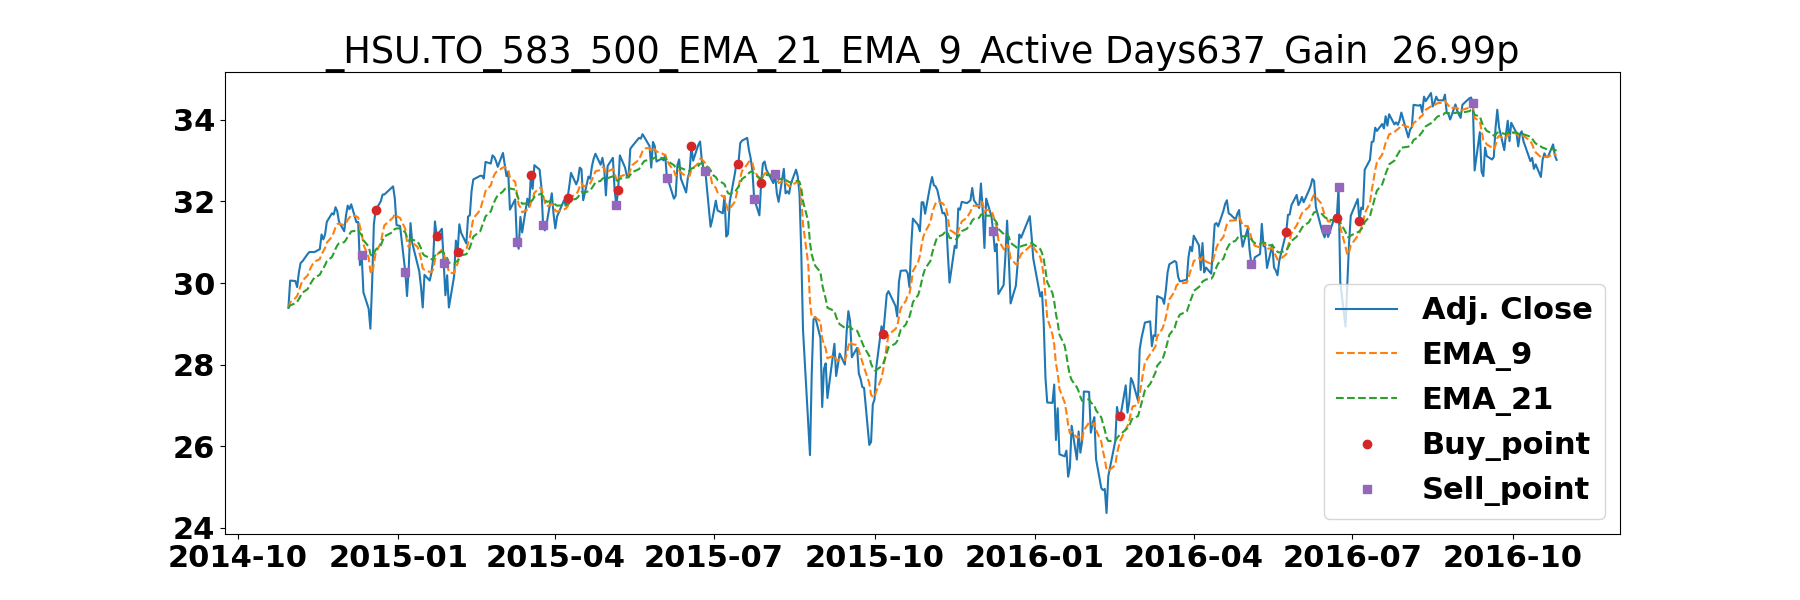 _HSU.TO_583_500_EMA_21_EMA_9_Active Days637_Gain  26.99p
34
32
30
28
26
24
2014-10 2015-01 2015-04 2015-07 2015-10 2016-01 2016-04 2016-07 2016-10
Adj. Close
EMA_9
EMA_21
Buy_point
Sell_point